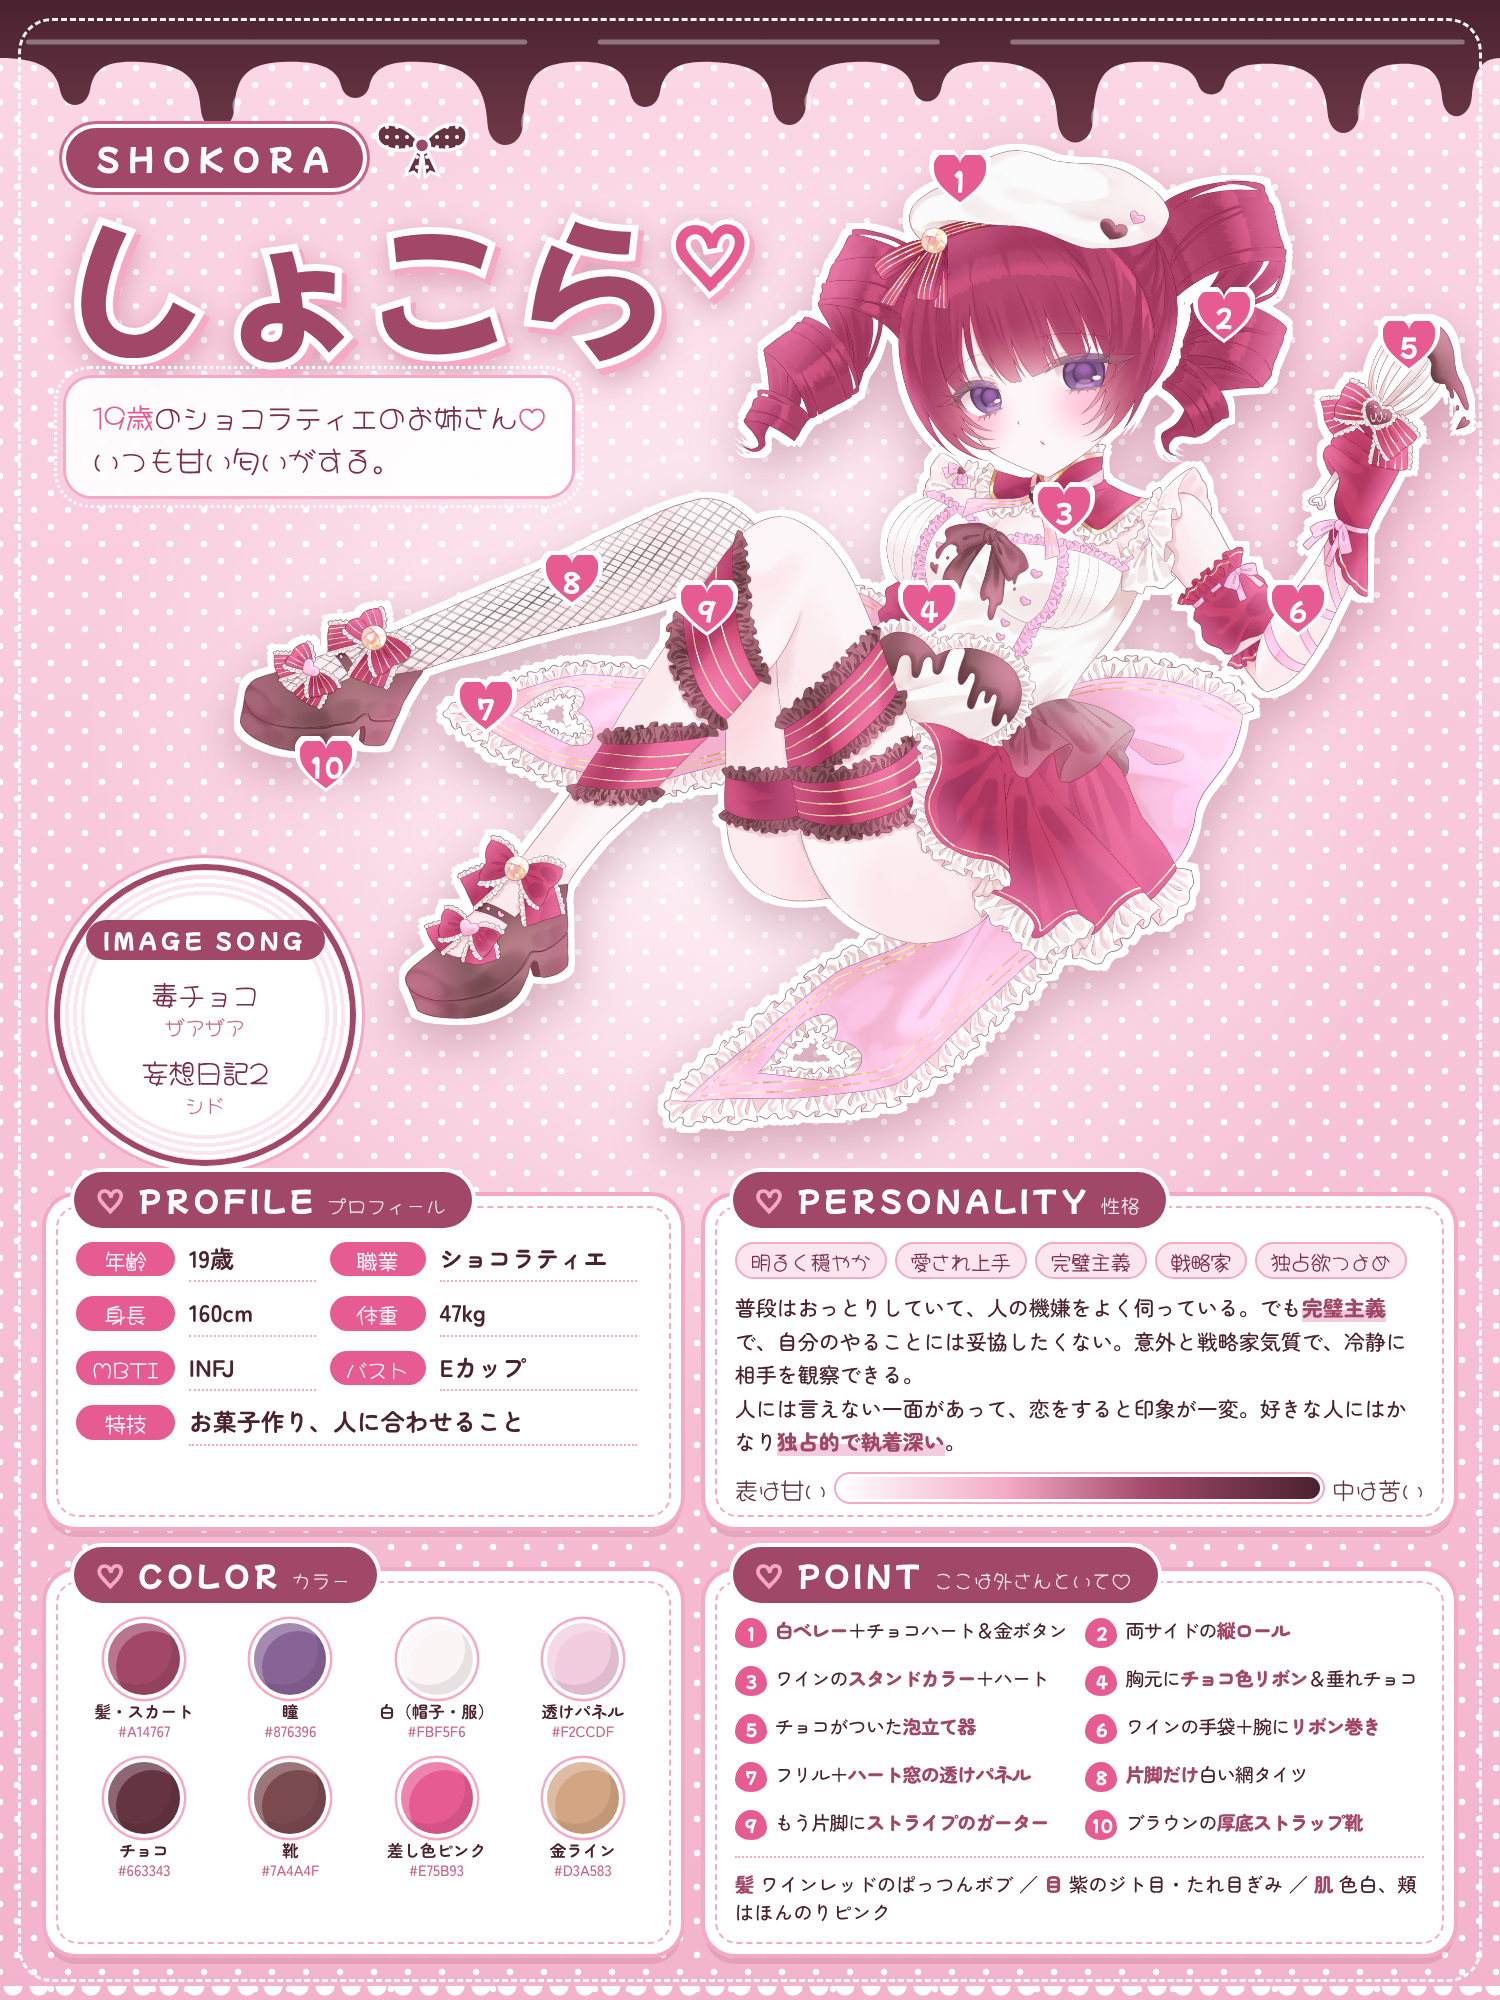 SHOKORA
しょこら♡
19歳のショコラティエのお姉さん♡
いつも甘い匂いがする。
1
2
3
4
5
6
7
8
9
10
IMAGE SONG
毒チョコ
ザアザア
妄想日記2
シド
PROFILE プロフィール
年齢 19歳 職業 ショコラティエ
身長 160cm 体重 47kg
MBTI INFJ バスト Eカップ
特技 お菓子作り、人に合わせること
PERSONALITY 性格
明るく穏やか 愛され上手 完璧主義 戦略家 独占欲つよめ
普段はおっとりしていて、人の機嫌をよく伺っている。でも完璧主義
で、自分のやることには妥協したくない。意外と戦略家気質で、冷静に
相手を観察できる。
人には言えない一面があって、恋をすると印象が一変。好きな人にはか
なり独占的で執着深い。
表は甘い 中は苦い
COLOR カラー
髪・スカート 瞳 白（帽子・服） 透けパネル
#A14767 #876396 #FBF5F6 #F2CCDF
チョコ 靴 差し色ピンク 金ライン
#663343 #7A4A4F #E75B93 #D3A583
POINT ここは外さんといて♡
1 白ベレー＋チョコハート＆金ボタン 2 両サイドの縦ロール
3 ワインのスタンドカラー＋ハート 4 胸元にチョコ色リボン＆垂れチョコ
5 チョコがついた泡立て器 6 ワインの手袋＋腕にリボン巻き
7 フリル＋ハート窓の透けパネル 8 片脚だけ白い網タイツ
9 もう片脚にストライプのガーター 10 ブラウンの厚底ストラップ靴
髪 ワインレッドのぱっつんボブ ／ 目 紫のジト目・たれ目ぎみ ／ 肌 色白、頬
はほんのりピンク